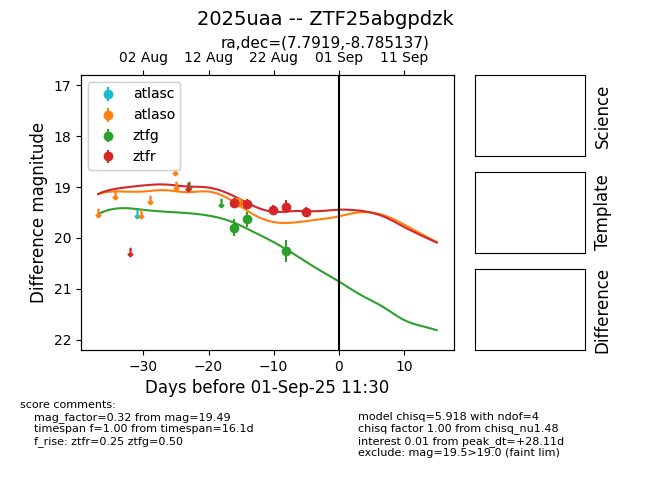 2025uaa -- ZTF25abgpdzk
ra,dec=(7.7919,-8.785137)
02 Aug 12 Aug 22 Aug 01 Sep 11 Sep
17
18
19
20
21
22
Difference magnitude
atlasc
atlaso
ztfg
ztfr
Science
Template
Difference
−30 −20 −10 0 10
Days before 01-Sep-25 11:30
score comments:
mag_factor=0.32 from mag=19.49
timespan f=1.00 from timespan=16.1d
f_rise: ztfr=0.25 ztfg=0.50
model chisq=5.918 with ndof=4
chisq factor 1.00 from chisq_nu1.48
interest 0.01 from peak_dt=+28.11d
exclude: mag=19.5>19.0 (faint lim)